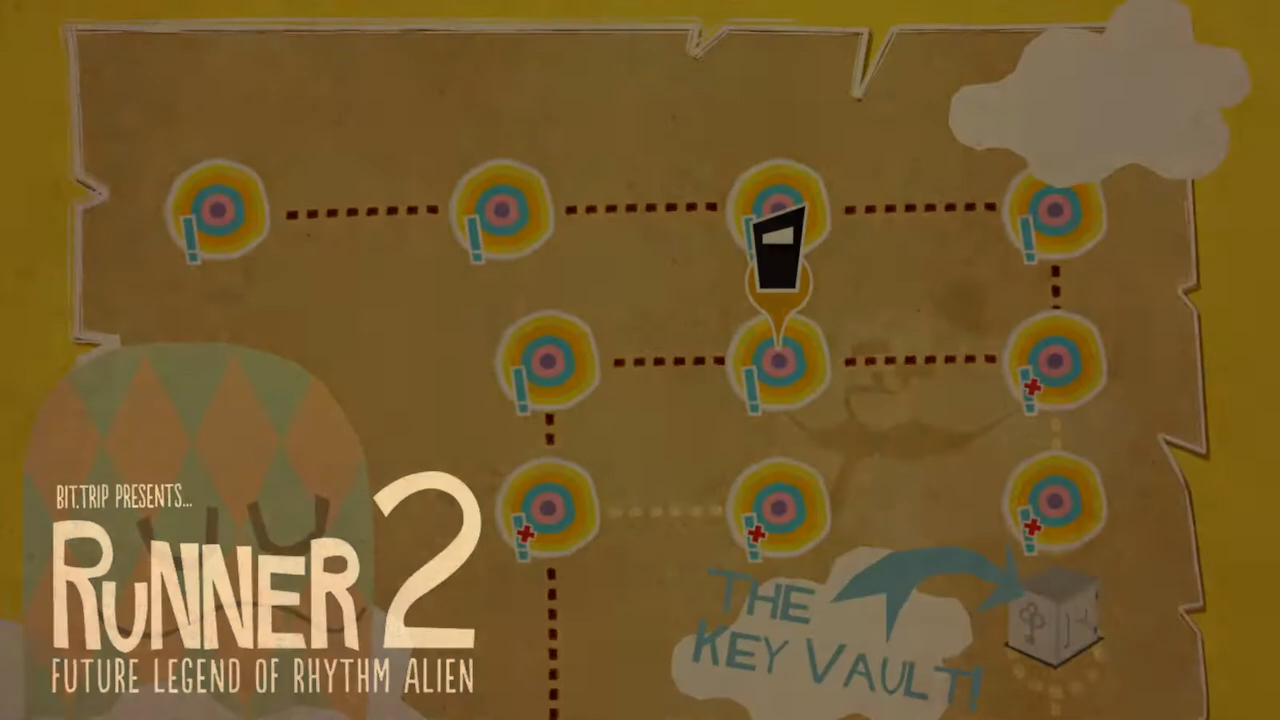 BIT.TRIP PRESENTS...
RUNNER 2
FUTURE LEGEND OF RHYTHM ALIEN
THE
KEY VAULT!